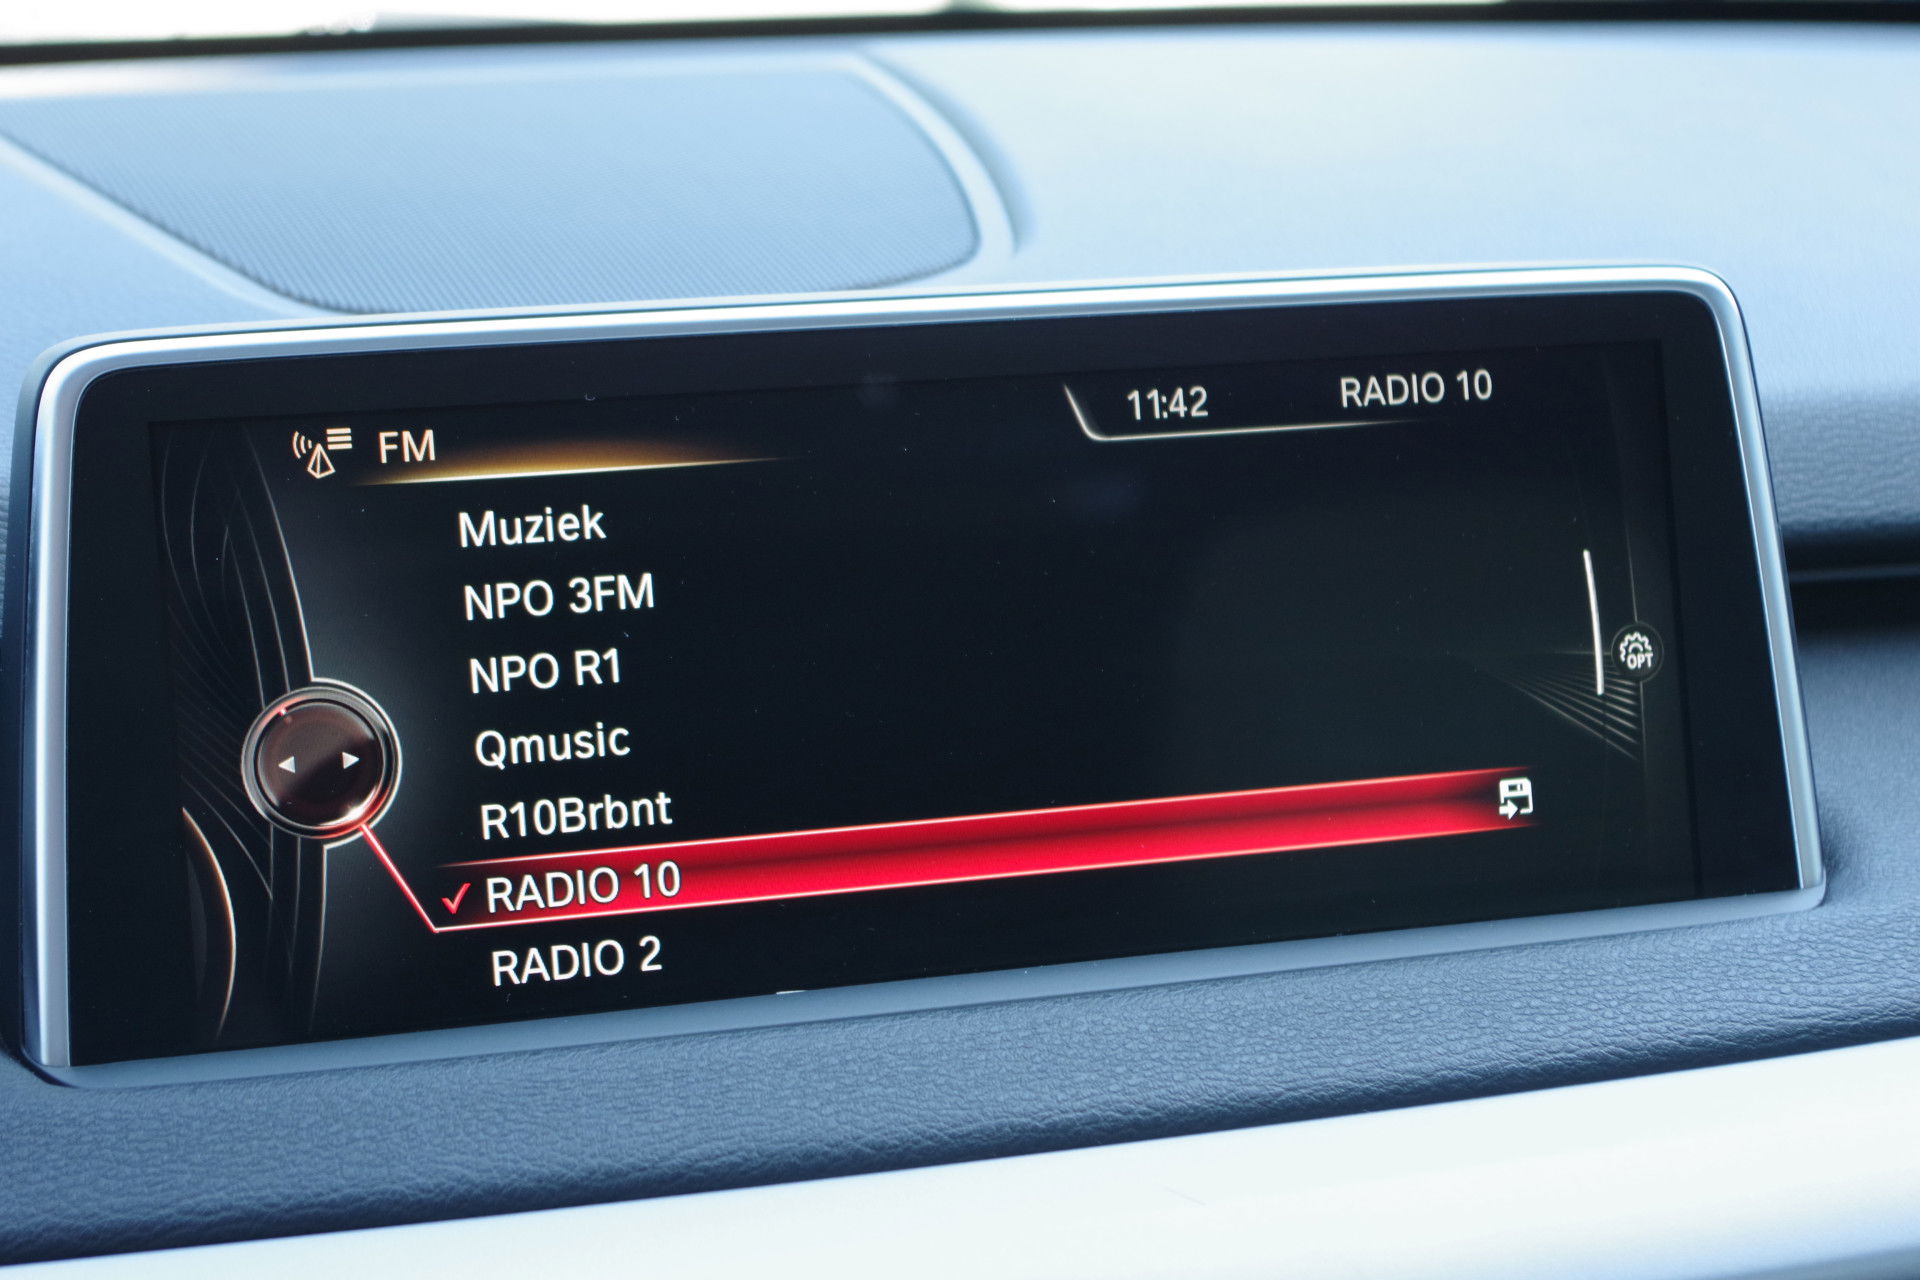 FM
11:42
RADIO 10
Muziek
NPO 3FM
NPO R1
Qmusic
R10Brbnt
RADIO 10
RADIO 2
OPT